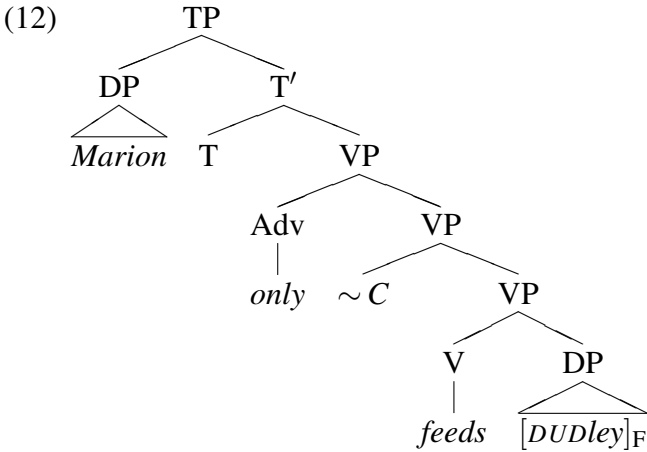 (12) TP
DP T′
Marion T VP
Adv VP
only ∼ C VP
V DP
feeds [DUDley]F